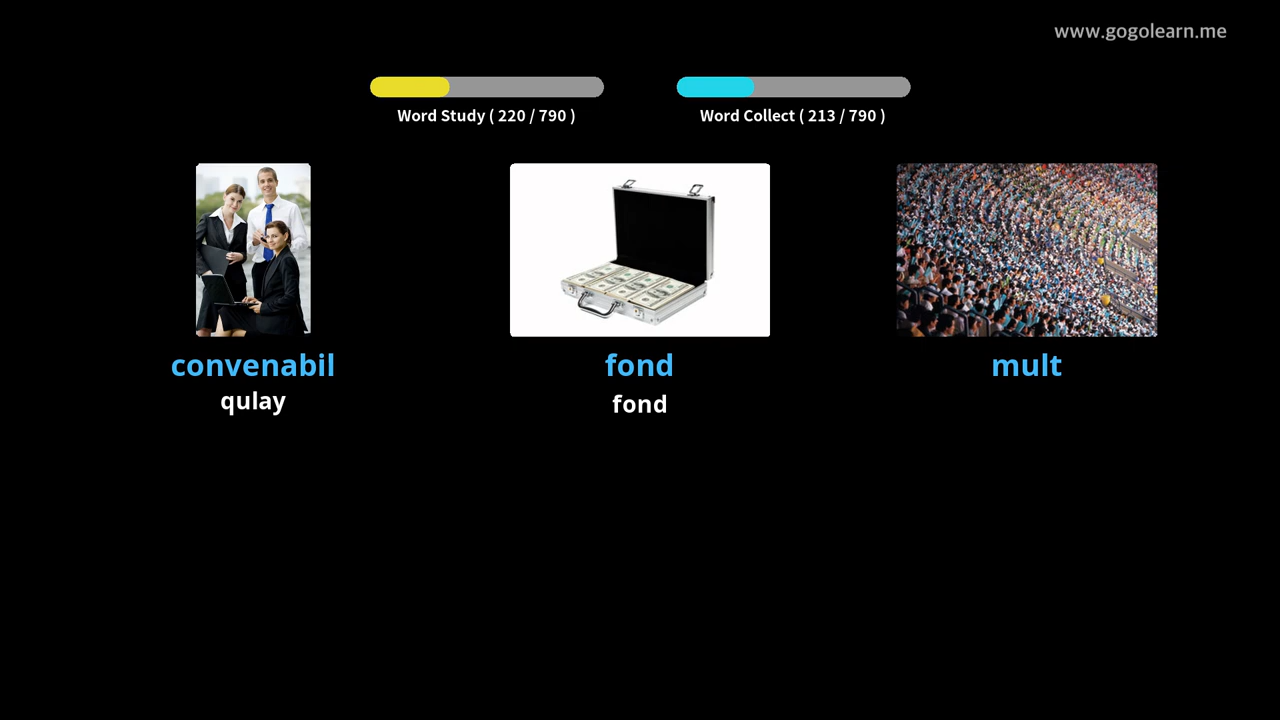 www.gogolearn.me
Word Study ( 220 / 790 )
Word Collect ( 213 / 790 )
convenabil
qulay
fond
fond
mult